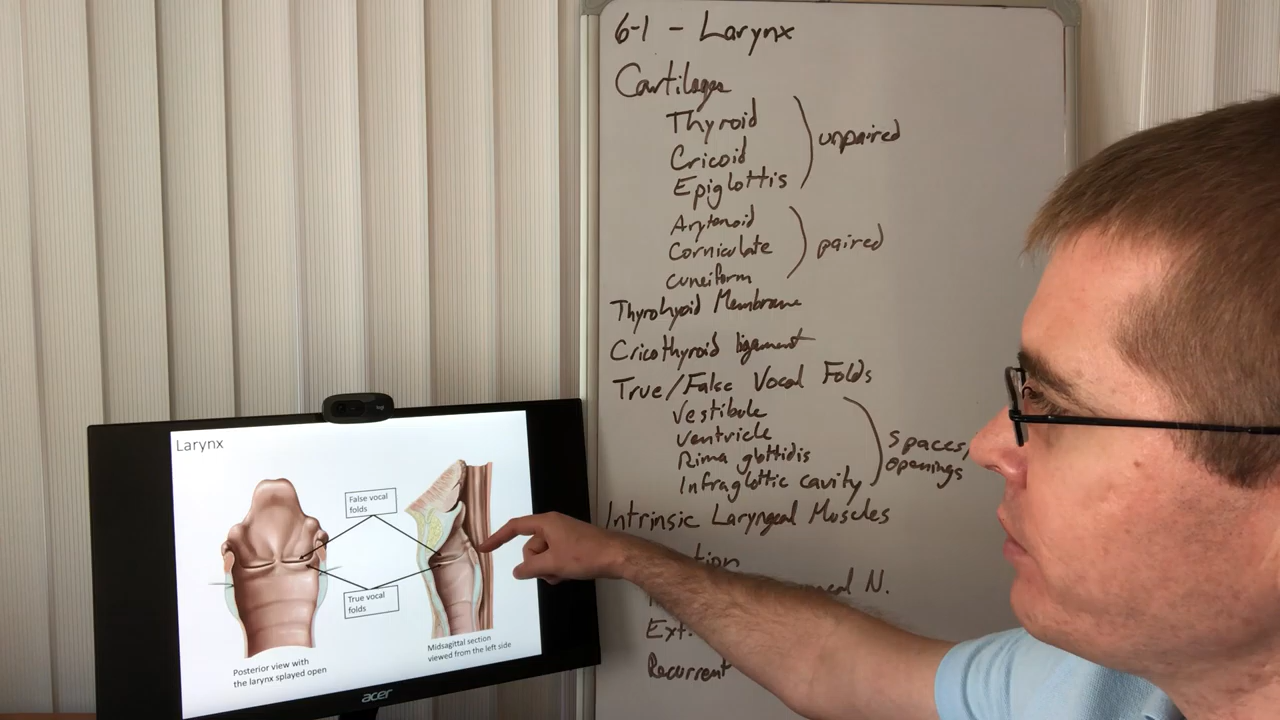 6-1 - Larynx
Cartilages
Thyroid
Cricoid
Epiglottis
unpaired
Arytenoid
Corniculate
cuneiform
paired
Thyrohyoid Membrane
Cricothyroid ligament
True/False Vocal Folds
Vestibule
Ventricle
Rima glottidis
Infraglottic cavity
spaces,
openings
Intrinsic Laryngeal Muscles
N.
Ext.
Recurrent
Larynx
False vocal
folds
True vocal
folds
Posterior view with
the larynx splayed open
Midsagittal section
viewed from the left side
acer